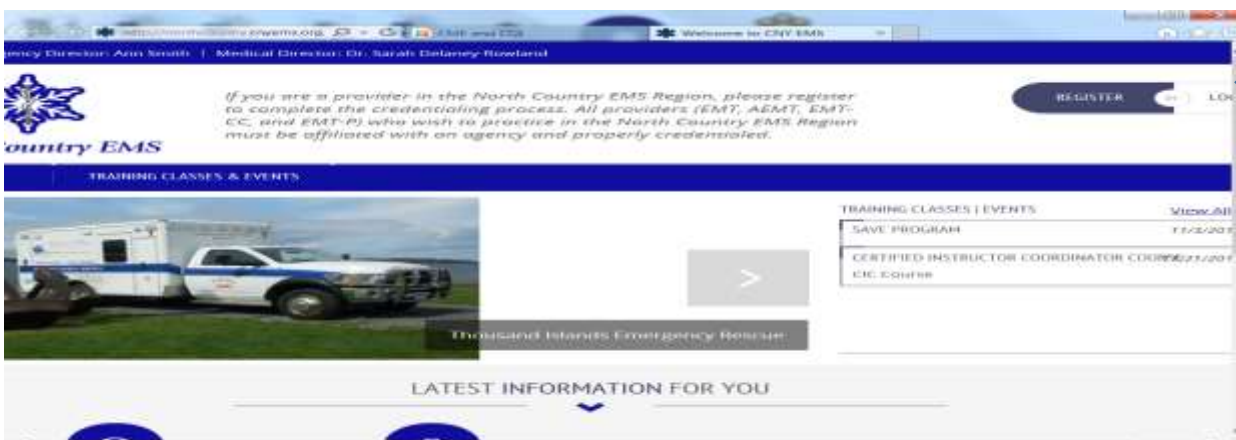 Welcome to CNY EMS
Director: Ann Smith | Medical Director: Dr. Sarah Delaney-Rowland
If you are a provider in the North Country EMS Region, please register
to complete the credentialing process. All providers (EMT, AEMT, EMT-
CC, and EMT-P) who wish to practice in the North Country EMS Region
must be affiliated with an agency and properly credentialed.
REGISTER
ountry EMS
TRAINING CLASSES & EVENTS
TRAINING CLASSES | EVENTS View All
SAVE PROGRAM
CERTIFIED INSTRUCTOR COORDINATOR
CIC Course
>
Thousand Islands Emergency Rescue
LATEST INFORMATION FOR YOU